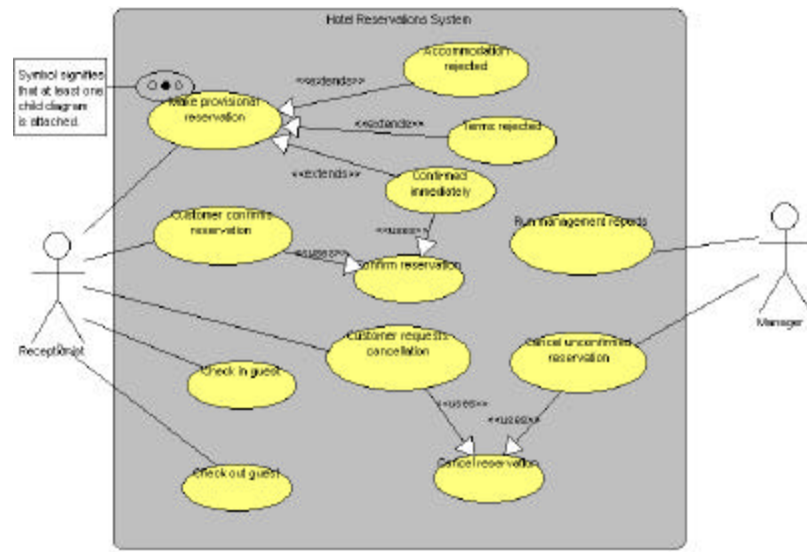 Hotel Reservations System
Symbol signifies
that at least one
child diagram
is attached.
Accommodation
rejected
<<extends>>
Make provisional
reservation
<<extends>>
Terms rejected
<<extends>>
Confirmed
immediately
Customer confirms
reservation
<<uses>>
Run management reports
<<uses>>
Confirm reservation
Receptionist
Manager
Customer requests
cancellation
Cancel unconfirmed
reservation
Check in guest
<<uses>>
<<uses>>
Check out guest
Cancel reservation